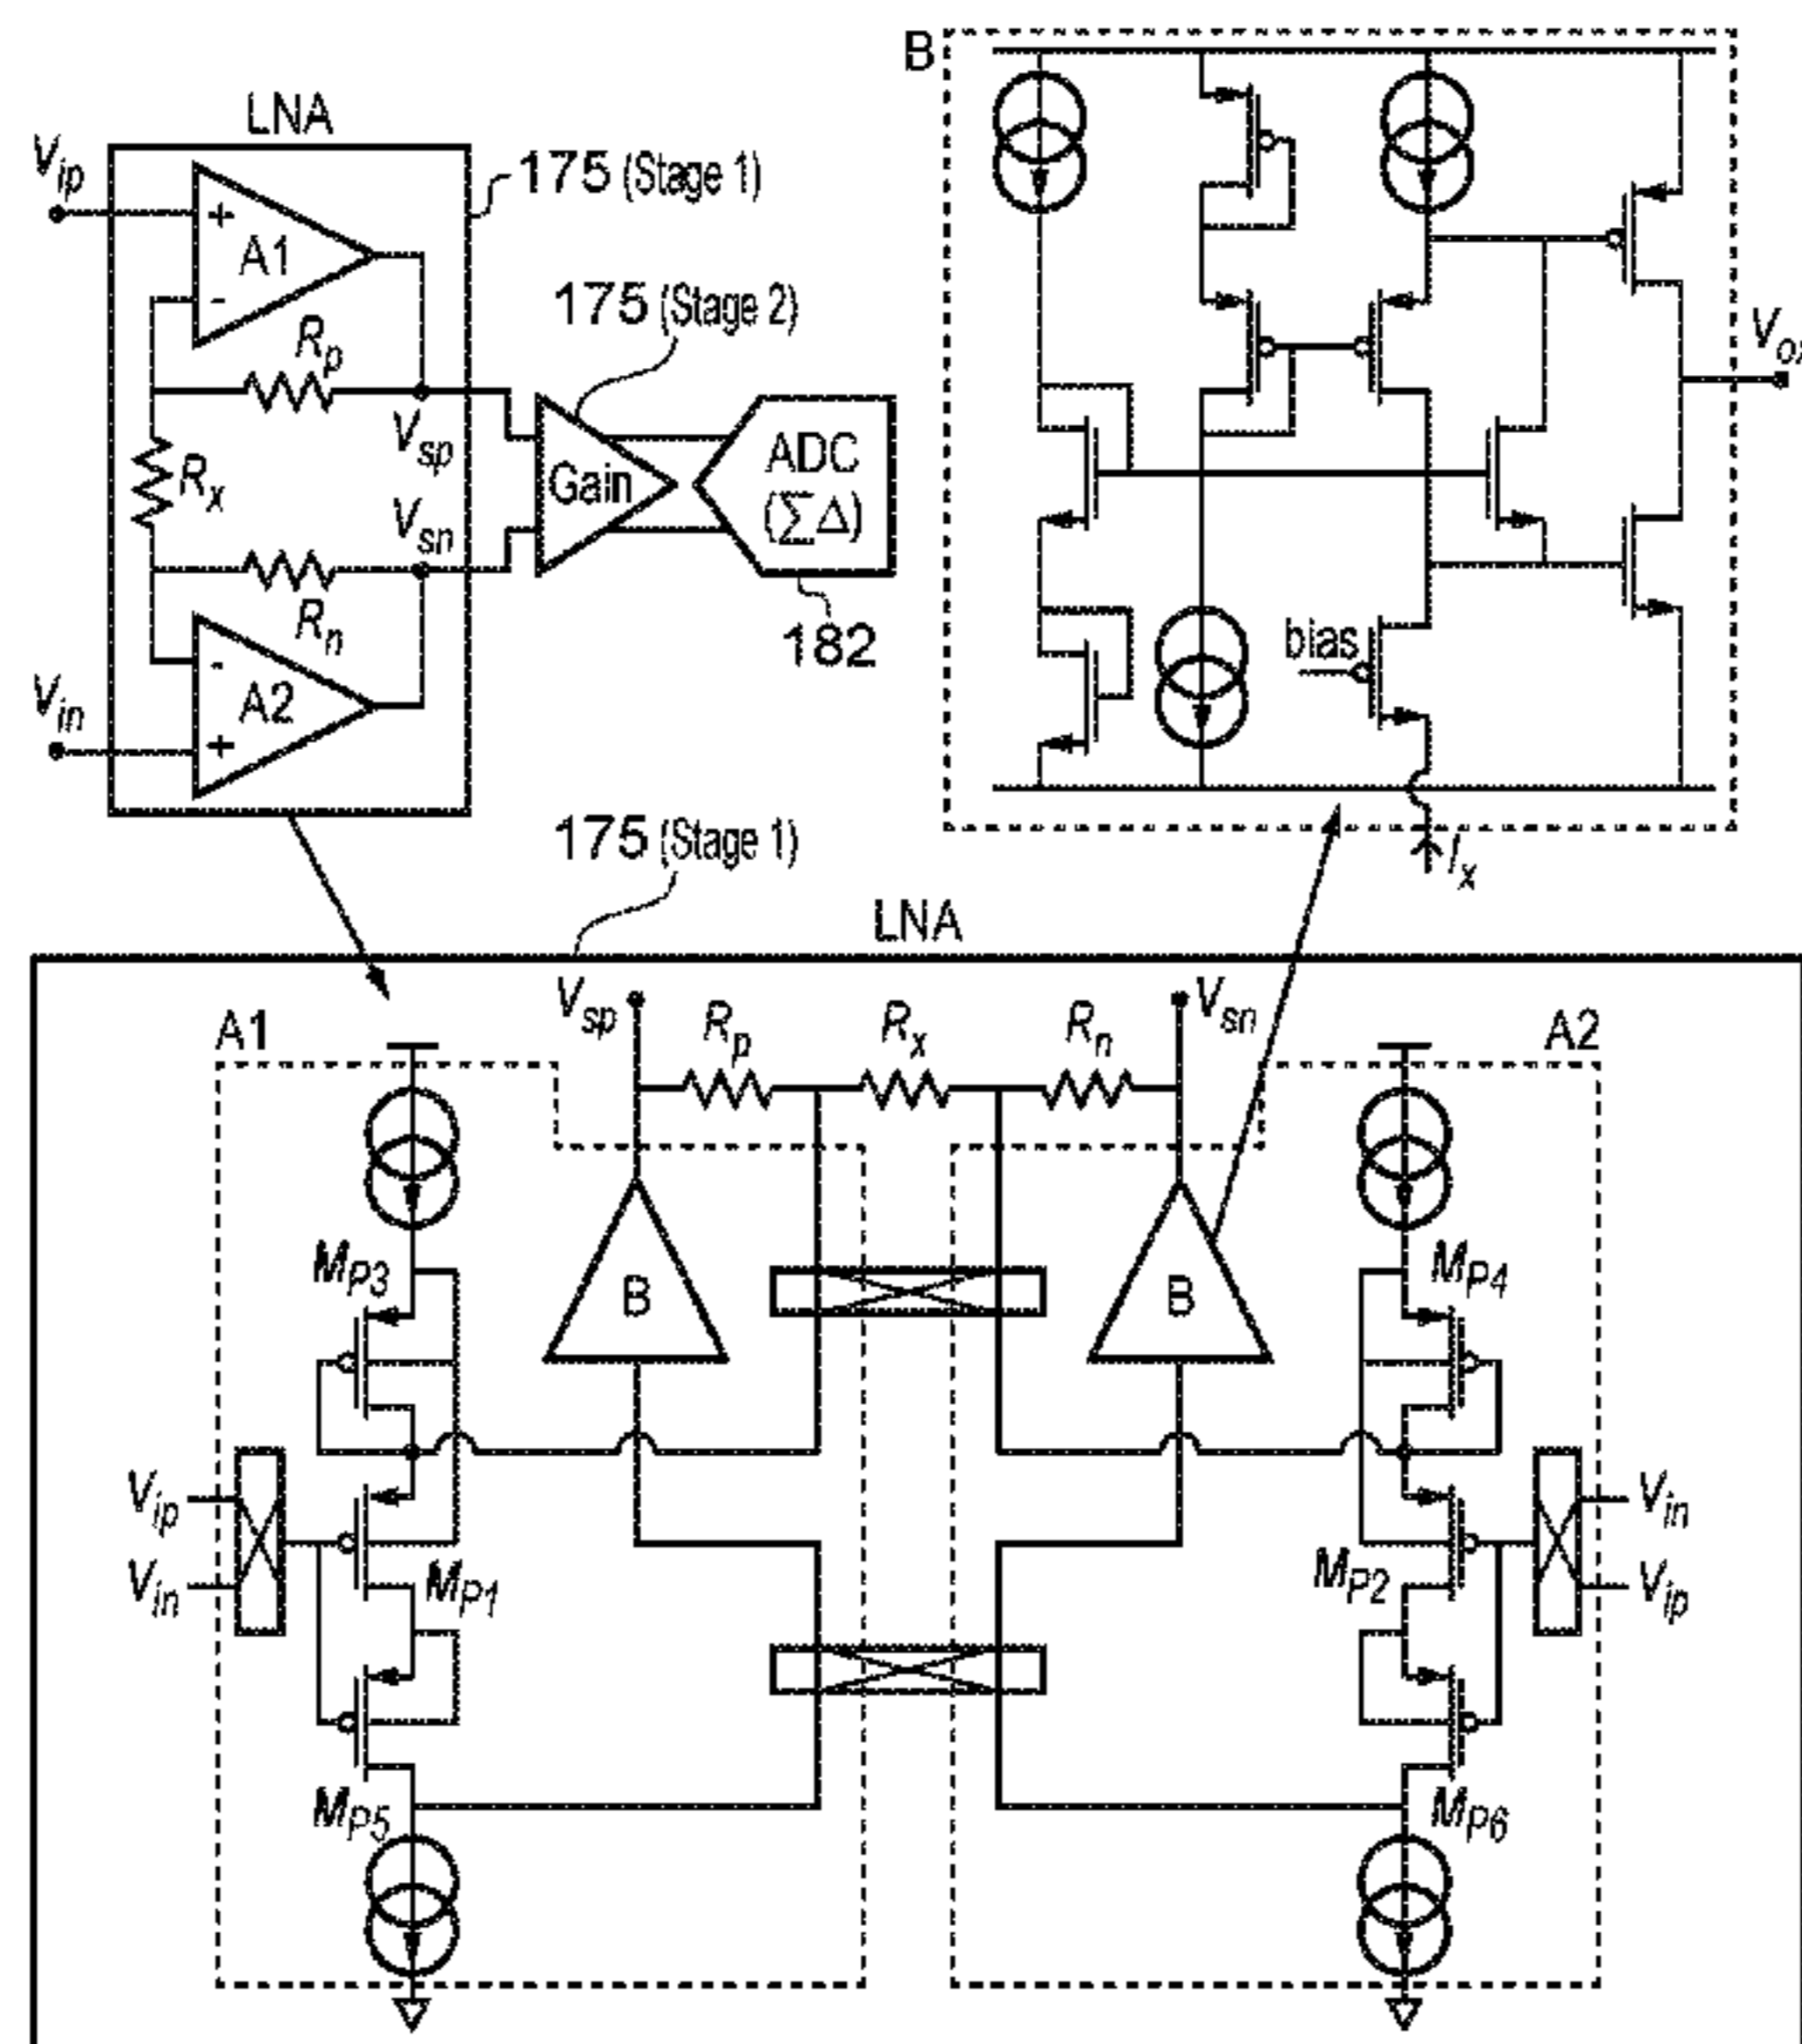 LNA
V_ip
175 (Stage 1)
+
A1
-
R_p
V_sp
R_x
V_sn
R_n
-
A2
+
V_in
175 (Stage 2)
Gain
ADC
(∑Δ)
182
B
V_ox
bias
I_x
175 (Stage 1)
LNA
V_sp
R_p
R_x
R_n
V_sn
A1
A2
M_P3
B
B
M_P4
V_ip
V_in
M_P1
M_P2
V_in
V_ip
M_P5
M_P6